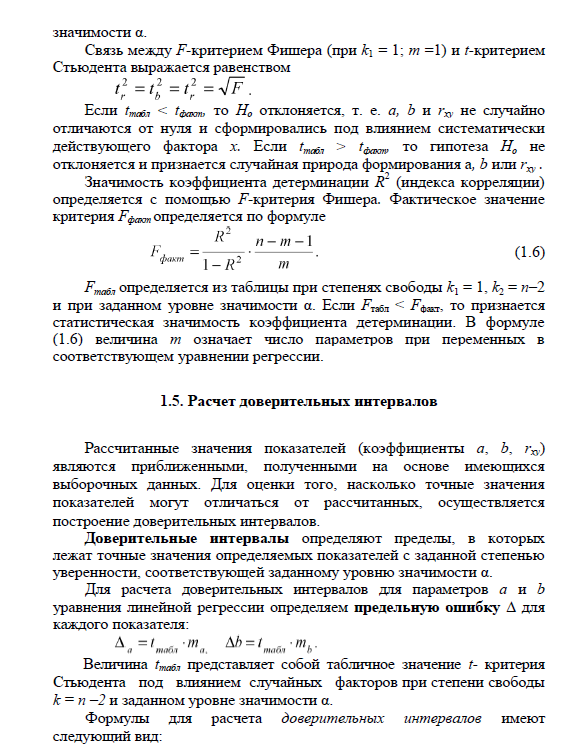 значимости α.
Связь между F-критерием Фишера (при k₁ = 1; m =1) и t-критерием
Стьюдента выражается равенством
t_r² = t_b² = t_r² = √F .
Если tтабл < tфакт, то Hₒ отклоняется, т. е. a, b и rxy не случайно
отличаются от нуля и сформировались под влиянием систематически
действующего фактора x. Если tтабл > tфакт, то гипотеза Hₒ не
отклоняется и признается случайная природа формирования а, b или rxy .
Значимость коэффициента детерминации R² (индекса корреляции)
определяется с помощью F-критерия Фишера. Фактическое значение
критерия Fфакт определяется по формуле
Fфакт = R² / (1 – R²) · (n – m – 1) / m . (1.6)
Fтабл определяется из таблицы при степенях свободы k₁ = 1, k₂ = n–2
и при заданном уровне значимости α. Если Fтабл < Fфакт, то признается
статистическая значимость коэффициента детерминации. В формуле
(1.6) величина m означает число параметров при переменных в
соответствующем уравнении регрессии.
1.5. Расчет доверительных интервалов
Рассчитанные значения показателей (коэффициенты a, b, rxy)
являются приближенными, полученными на основе имеющихся
выборочных данных. Для оценки того, насколько точные значения
показателей могут отличаться от рассчитанных, осуществляется
построение доверительных интервалов.
Доверительные интервалы определяют пределы, в которых
лежат точные значения определяемых показателей с заданной степенью
уверенности, соответствующей заданному уровню значимости α.
Для расчета доверительных интервалов для параметров a и b
уравнения линейной регрессии определяем предельную ошибку Δ для
каждого показателя:
Δa = tтабл · ma, Δb = tтабл · mb .
Величина tтабл представляет собой табличное значение t- критерия
Стьюдента под влиянием случайных факторов при степени свободы
k = n –2 и заданном уровне значимости α.
Формулы для расчета доверительных интервалов имеют
следующий вид: